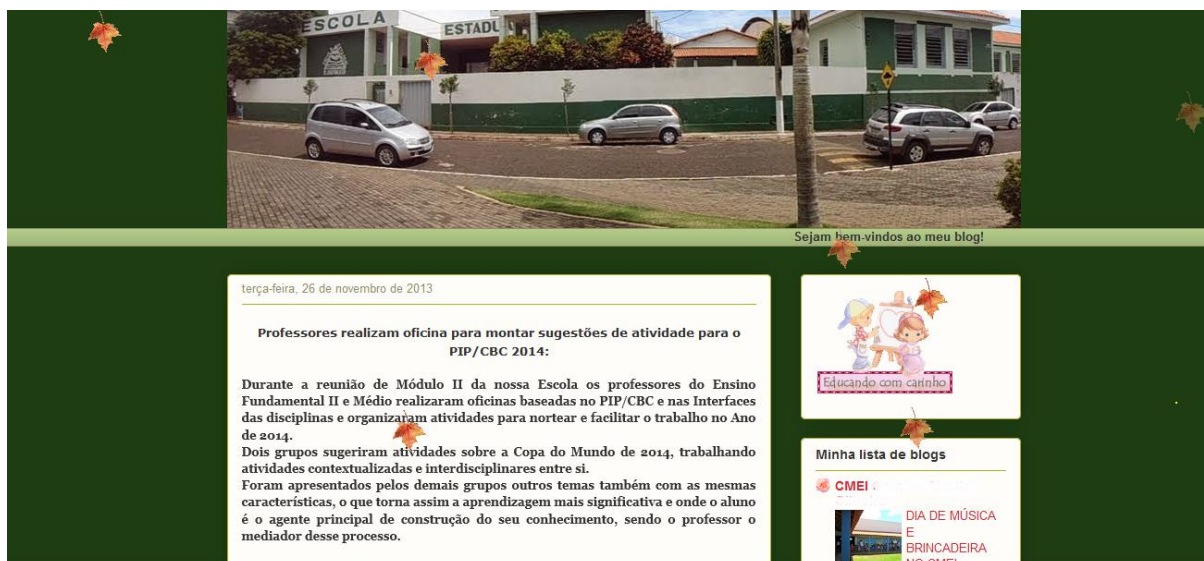 ESCOLA
ESTADU
Sejam bem-vindos ao meu blog!
terça-feira, 26 de novembro de 2013
Professores realizam oficina para montar sugestões de atividade para o
PIP/CBC 2014:
Durante a reunião de Módulo II da nossa Escola os professores do Ensino
Fundamental II e Médio realizaram oficinas baseadas no PIP/CBC e nas Interfaces
das disciplinas e organizaram atividades para nortear e facilitar o trabalho no Ano
de 2014.
Dois grupos sugeriram atividades sobre a Copa do Mundo de 2014, trabalhando
atividades contextualizadas e interdisciplinares entre si.
Foram apresentados pelos demais grupos outros temas também com as mesmas
características, o que torna assim a aprendizagem mais significativa e onde o aluno
é o agente principal de construção do seu conhecimento, sendo o professor o
mediador desse processo.
Educando com carinho
Minha lista de blogs
CMEI
DIA DE MÚSICA
E
BRINCADEIRA